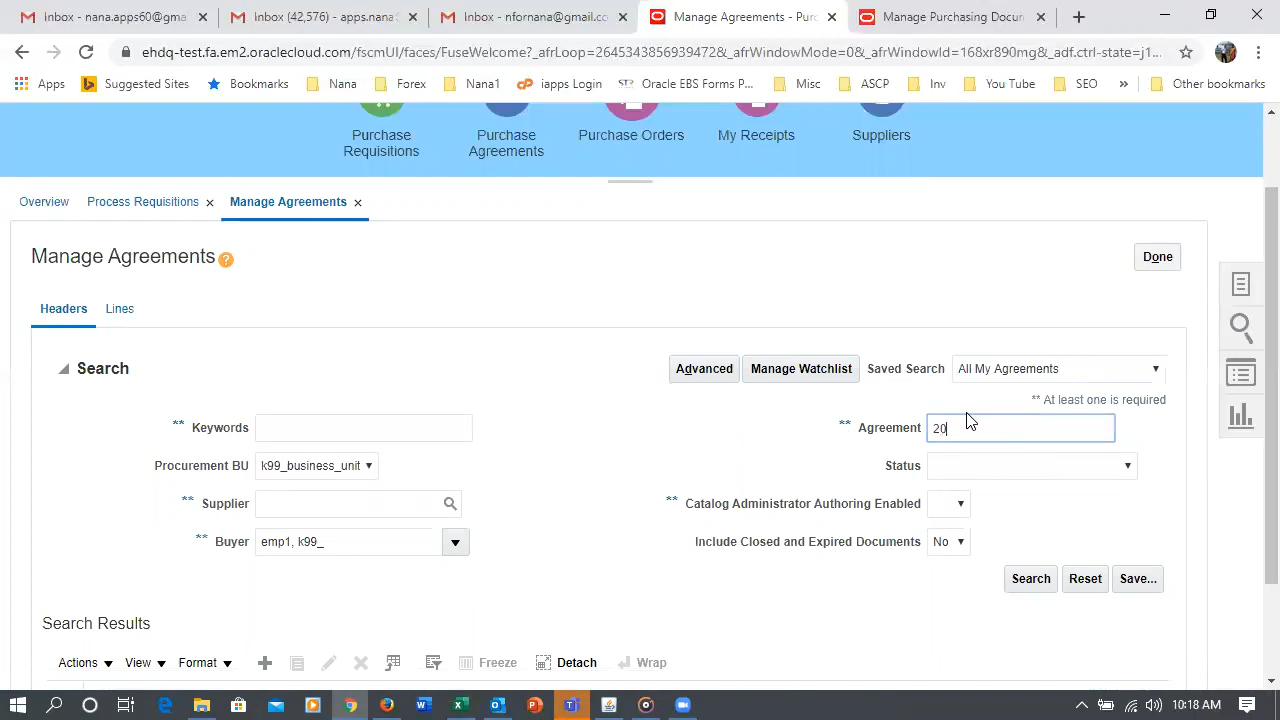 Inbox - nana.apps60@gma
Inbox (42,576) - apps.nana
Inbox - nfornana@gmail.co
Manage Agreements - Pur
Manage Purchasing Docum
ehdq-test.fa.em2.oraclecloud.com/fscmUI/faces/FuseWelcome?_afrLoop=264534385693947&_afrWindowMode=0&_afrWindowId=168xr890mg&_adf.ctrl-state=j1...
Apps Suggested Sites Bookmarks Nana Forex Nana1 iapps Login Oracle EBS Forms P... Misc ASCP Inv You Tube SEO » Other bookmarks
Purchase Requisitions
Purchase Agreements
Purchase Orders
My Receipts
Suppliers
Overview Process Requisitions Manage Agreements
Manage Agreements
Done
Headers Lines
Search
Advanced Manage Watchlist Saved Search All My Agreements
** At least one is required
** Keywords
** Agreement 20
Procurement BU k99_business_unit
Status
** Supplier
** Catalog Administrator Authoring Enabled
** Buyer emp1, k99_
Include Closed and Expired Documents No
Search Reset Save...
Search Results
Actions View Format Freeze Detach Wrap
10:18 AM